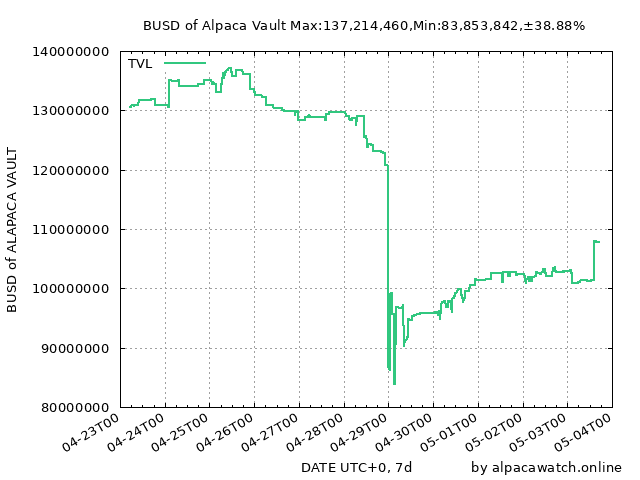 BUSD of Alpaca Vault Max:137,214,460,Min:83,853,842,±38.88%
TVL
140000000
130000000
120000000
110000000
100000000
90000000
80000000
BUSD of ALAPACA VAULT
04-23T00
04-24T00
04-25T00
04-26T00
04-27T00
04-28T00
04-29T00
04-30T00
05-01T00
05-02T00
05-03T00
05-04T00
DATE UTC+0, 7d
by alpacawatch.online